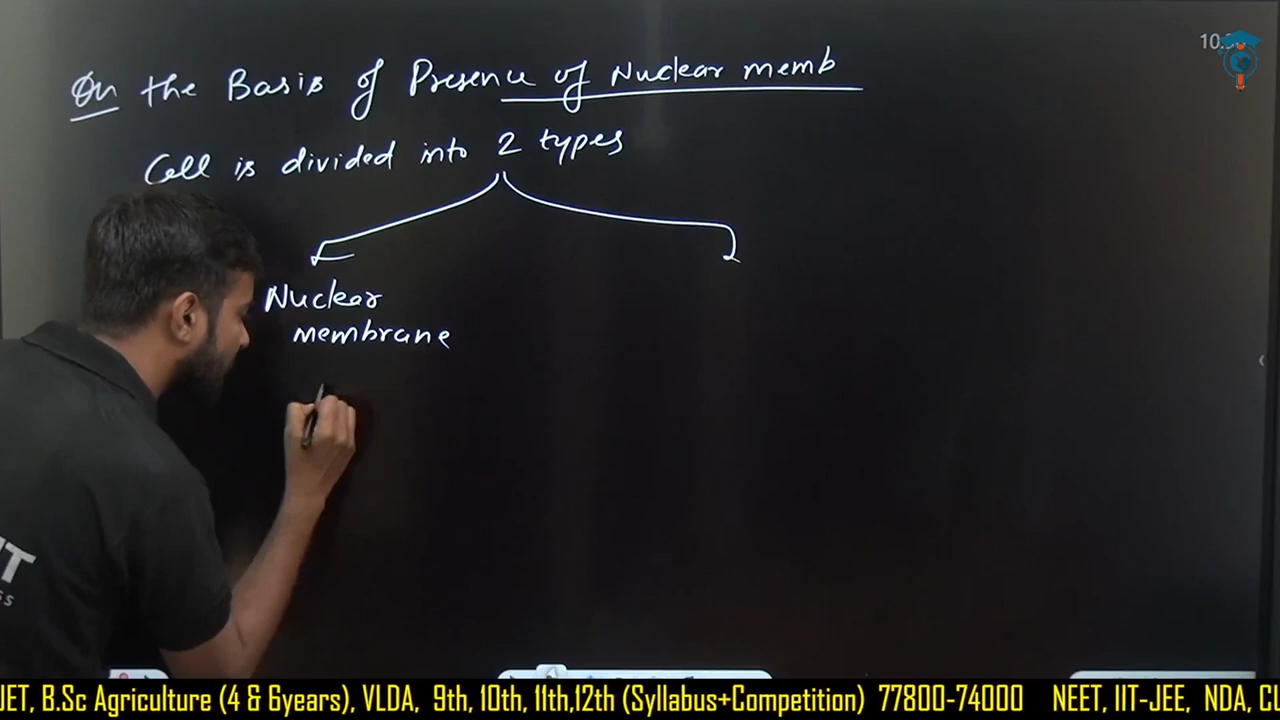 On the Basis of Presence of Nuclear memb
Cell is divided into 2 types
Nuclear
membrane
JET, B.Sc Agriculture (4 & 6years), VLDA, 9th, 10th, 11th,12th (Syllabus+Competition) 77800-74000 NEET, IIT-JEE, NDA, CU